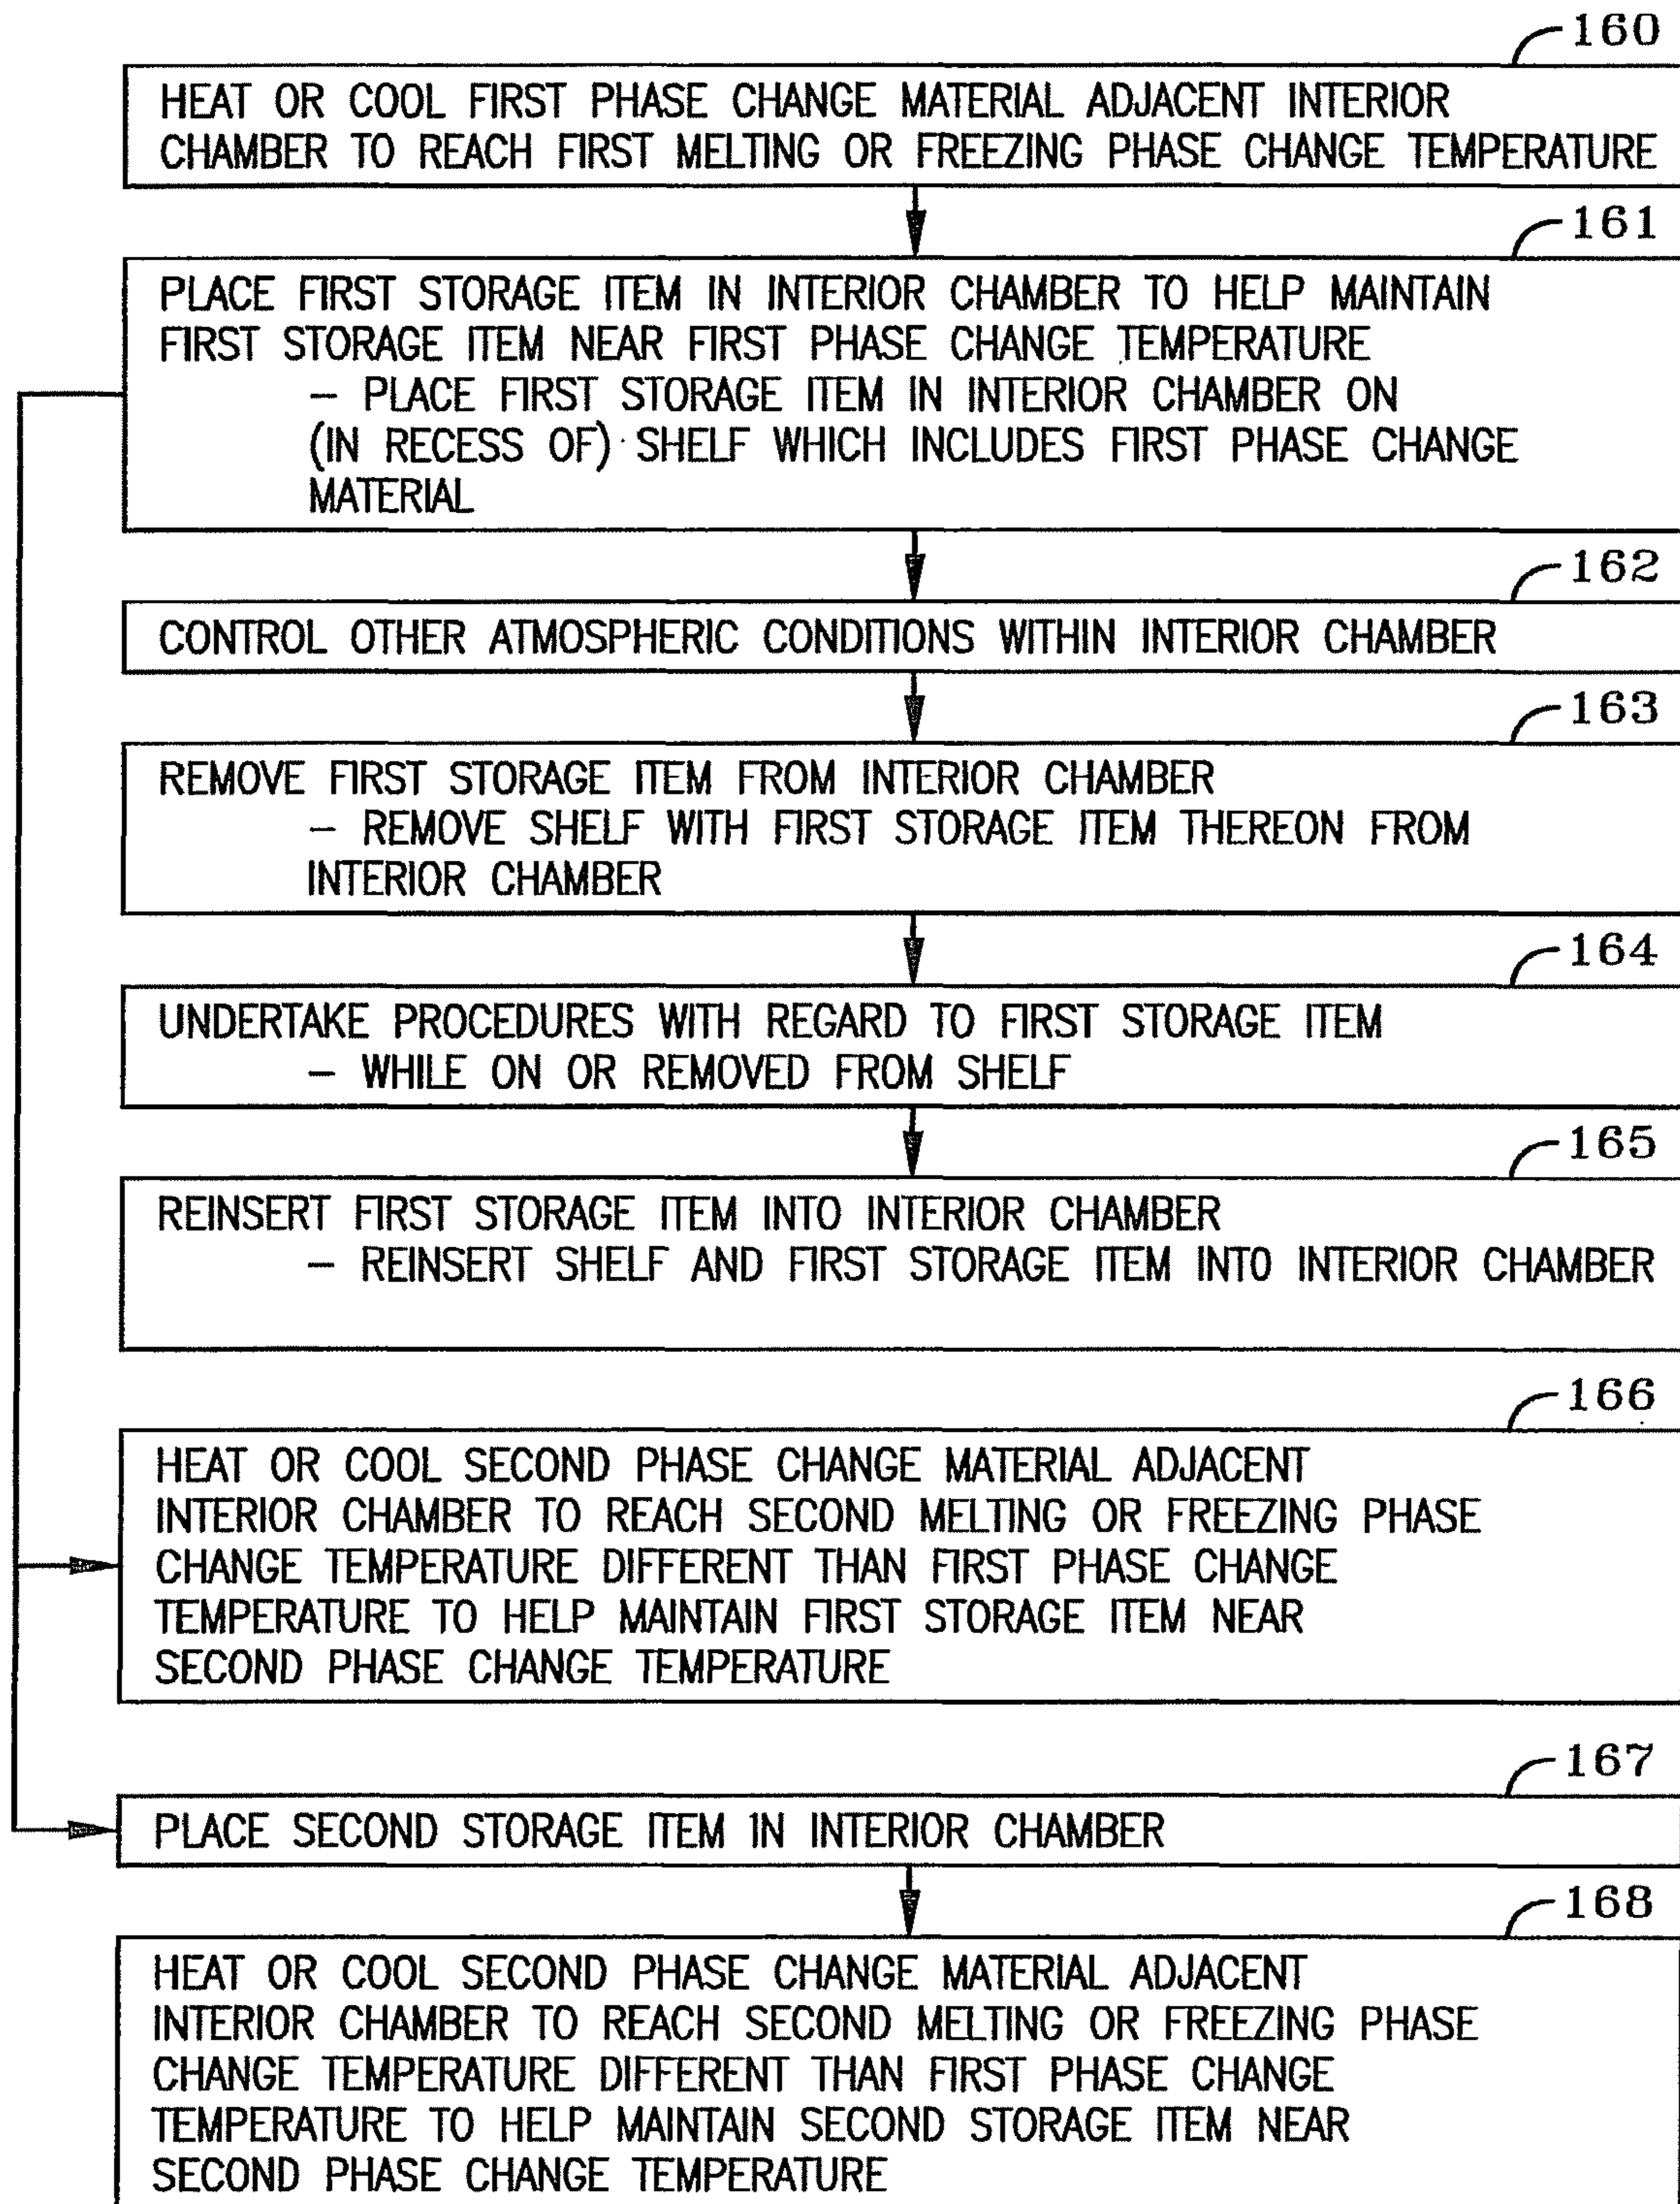 160
HEAT OR COOL FIRST PHASE CHANGE MATERIAL ADJACENT INTERIOR
CHAMBER TO REACH FIRST MELTING OR FREEZING PHASE CHANGE TEMPERATURE
161
PLACE FIRST STORAGE ITEM IN INTERIOR CHAMBER TO HELP MAINTAIN
FIRST STORAGE ITEM NEAR FIRST PHASE CHANGE TEMPERATURE
– PLACE FIRST STORAGE ITEM IN INTERIOR CHAMBER ON
(IN RECESS OF) SHELF WHICH INCLUDES FIRST PHASE CHANGE
MATERIAL
162
CONTROL OTHER ATMOSPHERIC CONDITIONS WITHIN INTERIOR CHAMBER
163
REMOVE FIRST STORAGE ITEM FROM INTERIOR CHAMBER
– REMOVE SHELF WITH FIRST STORAGE ITEM THEREON FROM
INTERIOR CHAMBER
164
UNDERTAKE PROCEDURES WITH REGARD TO FIRST STORAGE ITEM
– WHILE ON OR REMOVED FROM SHELF
165
REINSERT FIRST STORAGE ITEM INTO INTERIOR CHAMBER
– REINSERT SHELF AND FIRST STORAGE ITEM INTO INTERIOR CHAMBER
166
HEAT OR COOL SECOND PHASE CHANGE MATERIAL ADJACENT
INTERIOR CHAMBER TO REACH SECOND MELTING OR FREEZING PHASE
CHANGE TEMPERATURE DIFFERENT THAN FIRST PHASE CHANGE
TEMPERATURE TO HELP MAINTAIN FIRST STORAGE ITEM NEAR
SECOND PHASE CHANGE TEMPERATURE
167
PLACE SECOND STORAGE ITEM IN INTERIOR CHAMBER
168
HEAT OR COOL SECOND PHASE CHANGE MATERIAL ADJACENT
INTERIOR CHAMBER TO REACH SECOND MELTING OR FREEZING PHASE
CHANGE TEMPERATURE DIFFERENT THAN FIRST PHASE CHANGE
TEMPERATURE TO HELP MAINTAIN SECOND STORAGE ITEM NEAR
SECOND PHASE CHANGE TEMPERATURE